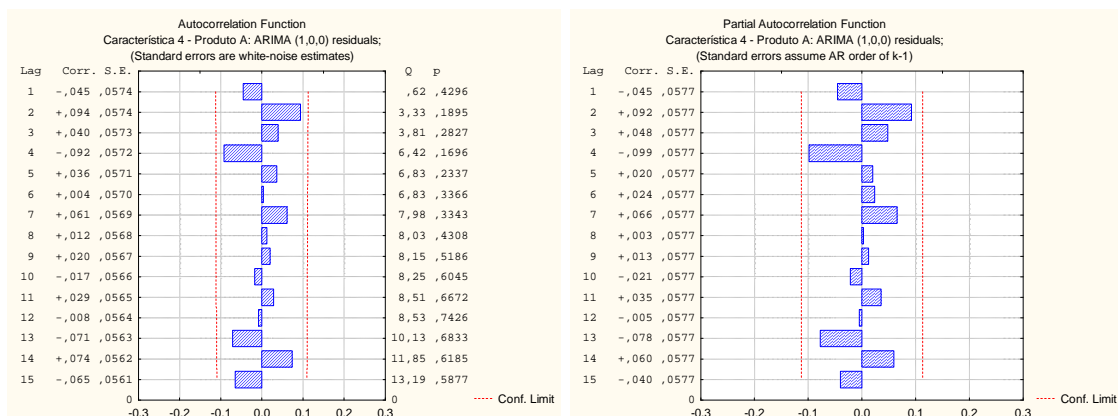 Autocorrelation Function
Característica 4 - Produto A: ARIMA (1,0,0) residuals;
(Standard errors are white-noise estimates)
Lag Corr. S.E. Q p
1 -,045 ,0574 ,62 ,4296
2 +,094 ,0574 3,33 ,1895
3 +,040 ,0573 3,81 ,2827
4 -,092 ,0572 6,42 ,1696
5 +,036 ,0571 6,83 ,2337
6 +,004 ,0570 6,83 ,3366
7 +,061 ,0569 7,98 ,3343
8 +,012 ,0568 8,03 ,4308
9 +,020 ,0567 8,15 ,5186
10 -,017 ,0566 8,25 ,6045
11 +,029 ,0565 8,51 ,6672
12 -,008 ,0564 8,53 ,7426
13 -,071 ,0563 10,13 ,6833
14 +,074 ,0562 11,85 ,6185
15 -,065 ,0561 13,19 ,5877
0 0
-0.3 -0.2 -0.1 0.0 0.1 0.2 0.3
Conf. Limit
Partial Autocorrelation Function
Característica 4 - Produto A: ARIMA (1,0,0) residuals;
(Standard errors assume AR order of k-1)
Lag Corr. S.E.
1 -,045 ,0577
2 +,092 ,0577
3 +,048 ,0577
4 -,099 ,0577
5 +,020 ,0577
6 +,024 ,0577
7 +,066 ,0577
8 +,003 ,0577
9 +,013 ,0577
10 -,021 ,0577
11 +,035 ,0577
12 -,005 ,0577
13 -,078 ,0577
14 +,060 ,0577
15 -,040 ,0577
0 0
-0.3 -0.2 -0.1 0.0 0.1 0.2 0.3
Conf. Limit